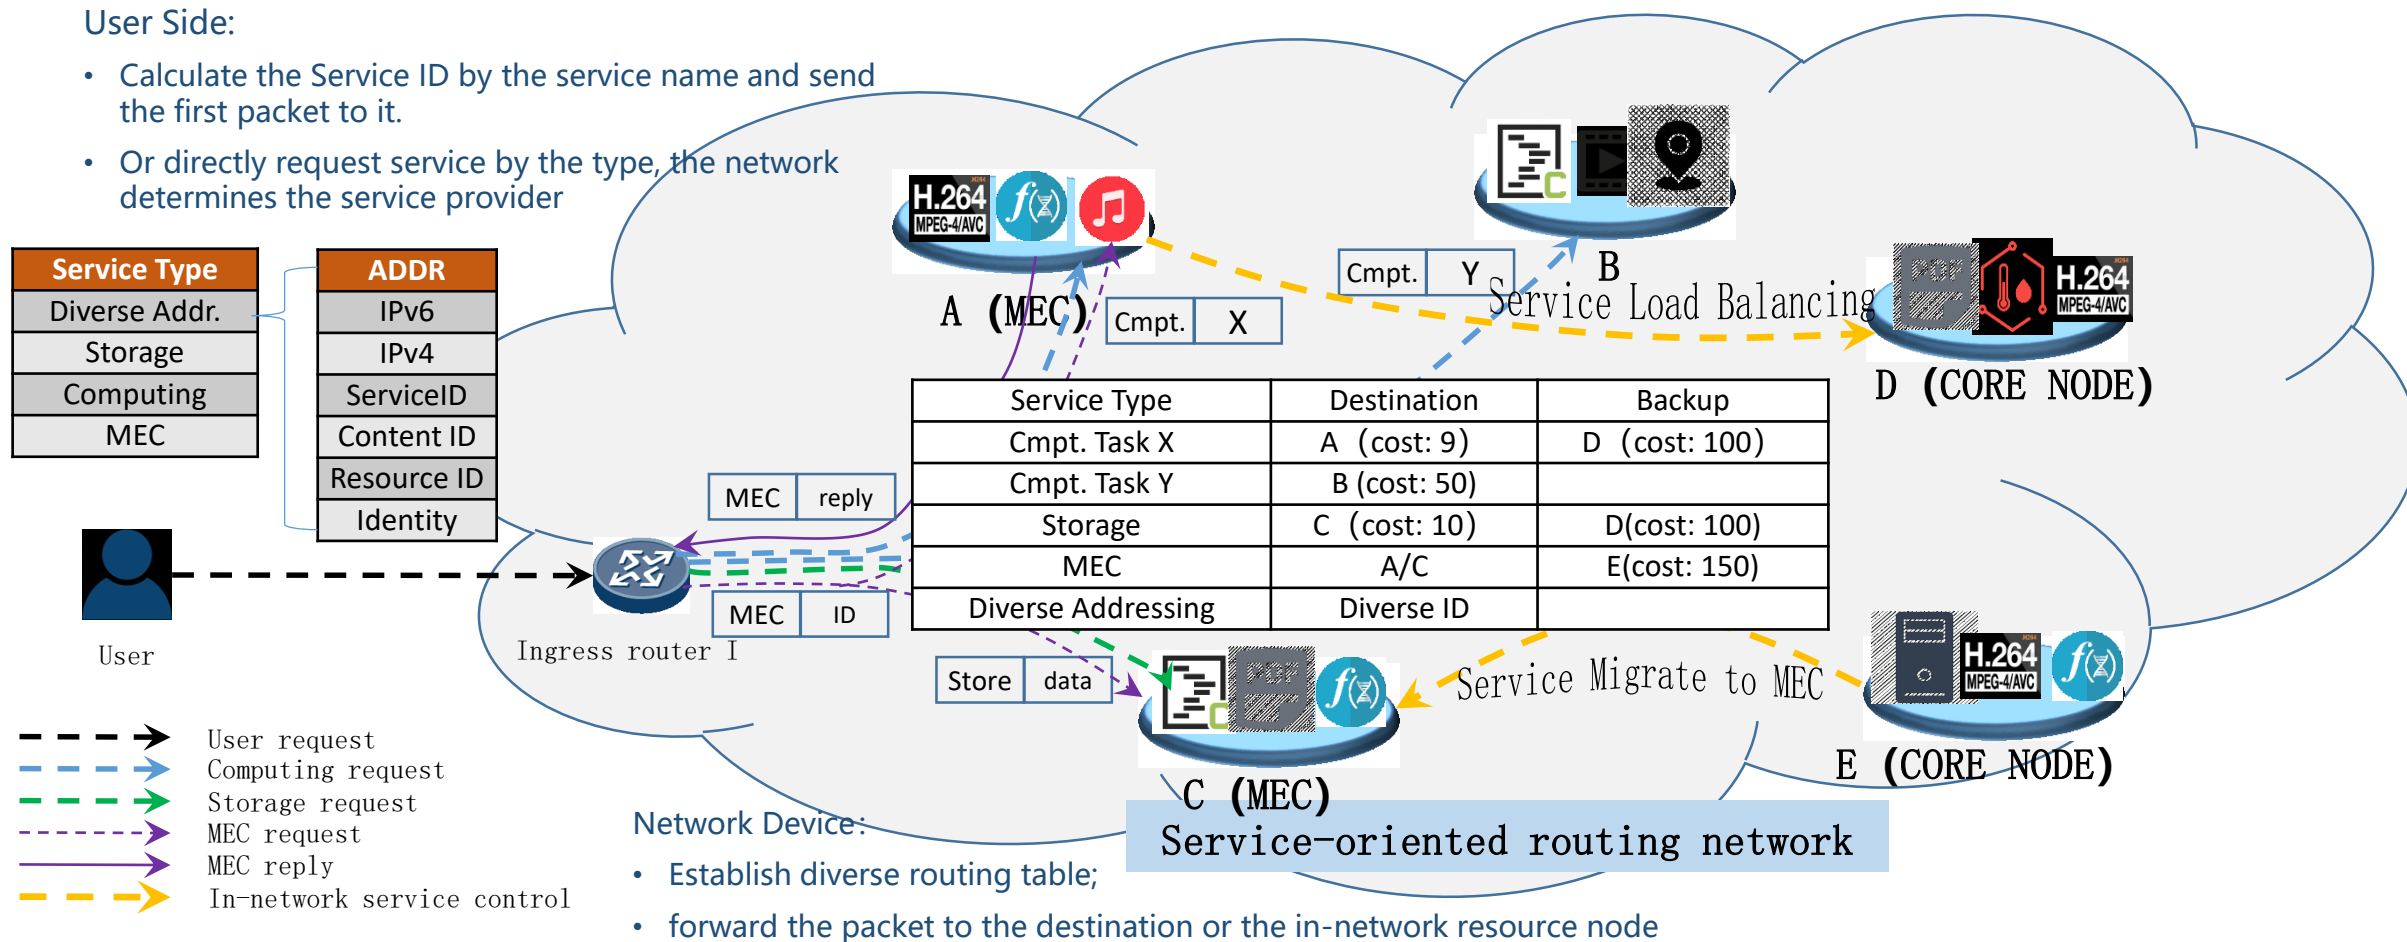 User Side:
• Calculate the Service ID by the service name and send
the first packet to it.
• Or directly request service by the type, the network
determines the service provider
Service Type
Diverse Addr.
Storage
Computing
MEC
ADDR
IPv6
IPv4
ServiceID
Content ID
Resource ID
Identity
User
Ingress router I
MEC reply
MEC ID
H.264
MPEG-4/AVC
f(x)
A (MEC)
Cmpt. X
Cmpt. Y
C
B
Service Load Balancing
PDF
H.264
MPEG-4/AVC
D (CORE NODE)
Service Type Destination Backup
Cmpt. Task X A (cost: 9) D (cost: 100)
Cmpt. Task Y B (cost: 50)
Storage C (cost: 10) D(cost: 100)
MEC A/C E(cost: 150)
Diverse Addressing Diverse ID
Store data
C
PDF
C (MEC)
Service Migrate to MEC
H.264
MPEG-4/AVC
E (CORE NODE)
Service-oriented routing network
User request
Computing request
Storage request
MEC request
MEC reply
In-network service control
Network Device:
• Establish diverse routing table;
• forward the packet to the destination or the in-network resource node